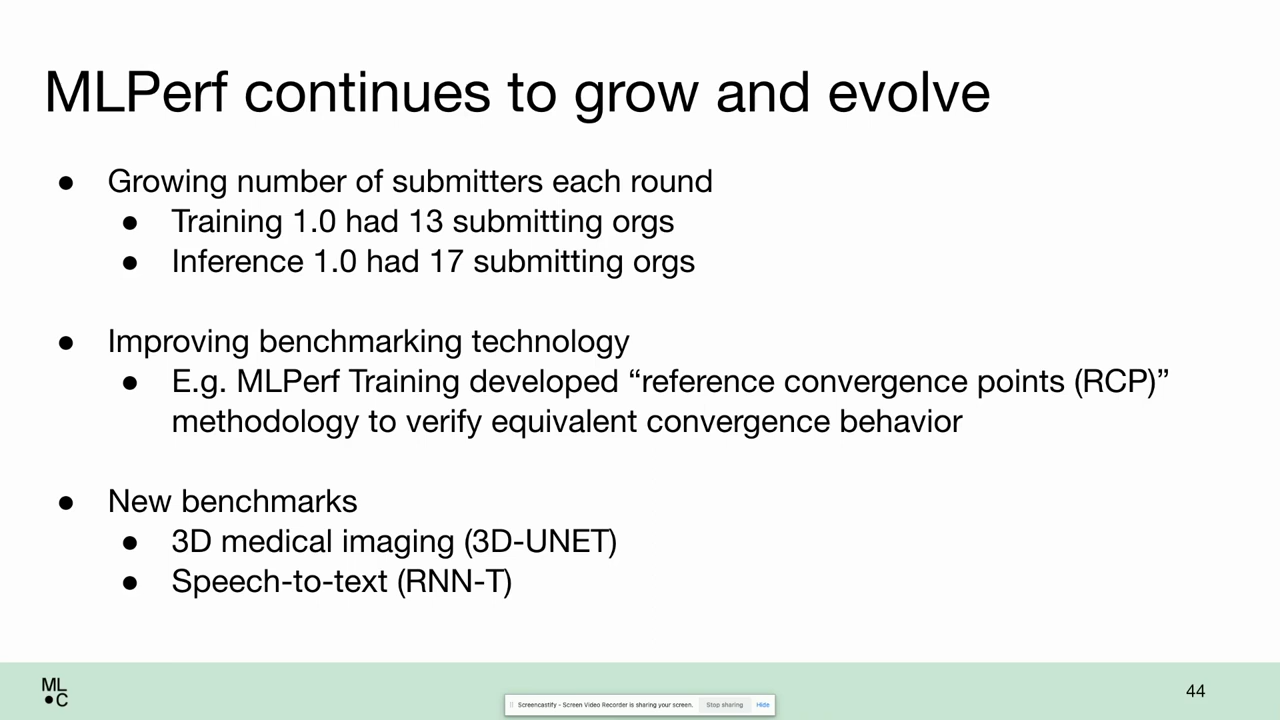 MLPerf continues to grow and evolve
● Growing number of submitters each round
● Training 1.0 had 13 submitting orgs
● Inference 1.0 had 17 submitting orgs
● Improving benchmarking technology
● E.g. MLPerf Training developed “reference convergence points (RCP)”
methodology to verify equivalent convergence behavior
● New benchmarks
● 3D medical imaging (3D-UNET)
● Speech-to-text (RNN-T)
ML
●C
Screencastify - Screen Video Recorder is sharing your screen. Stop sharing Hide
44